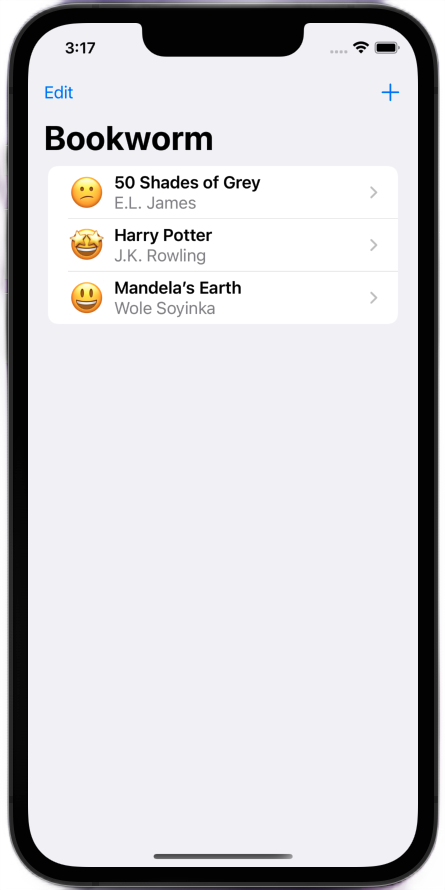 3:17
Edit
Bookworm
50 Shades of Grey
E.L. James
Harry Potter
J.K. Rowling
Mandela’s Earth
Wole Soyinka